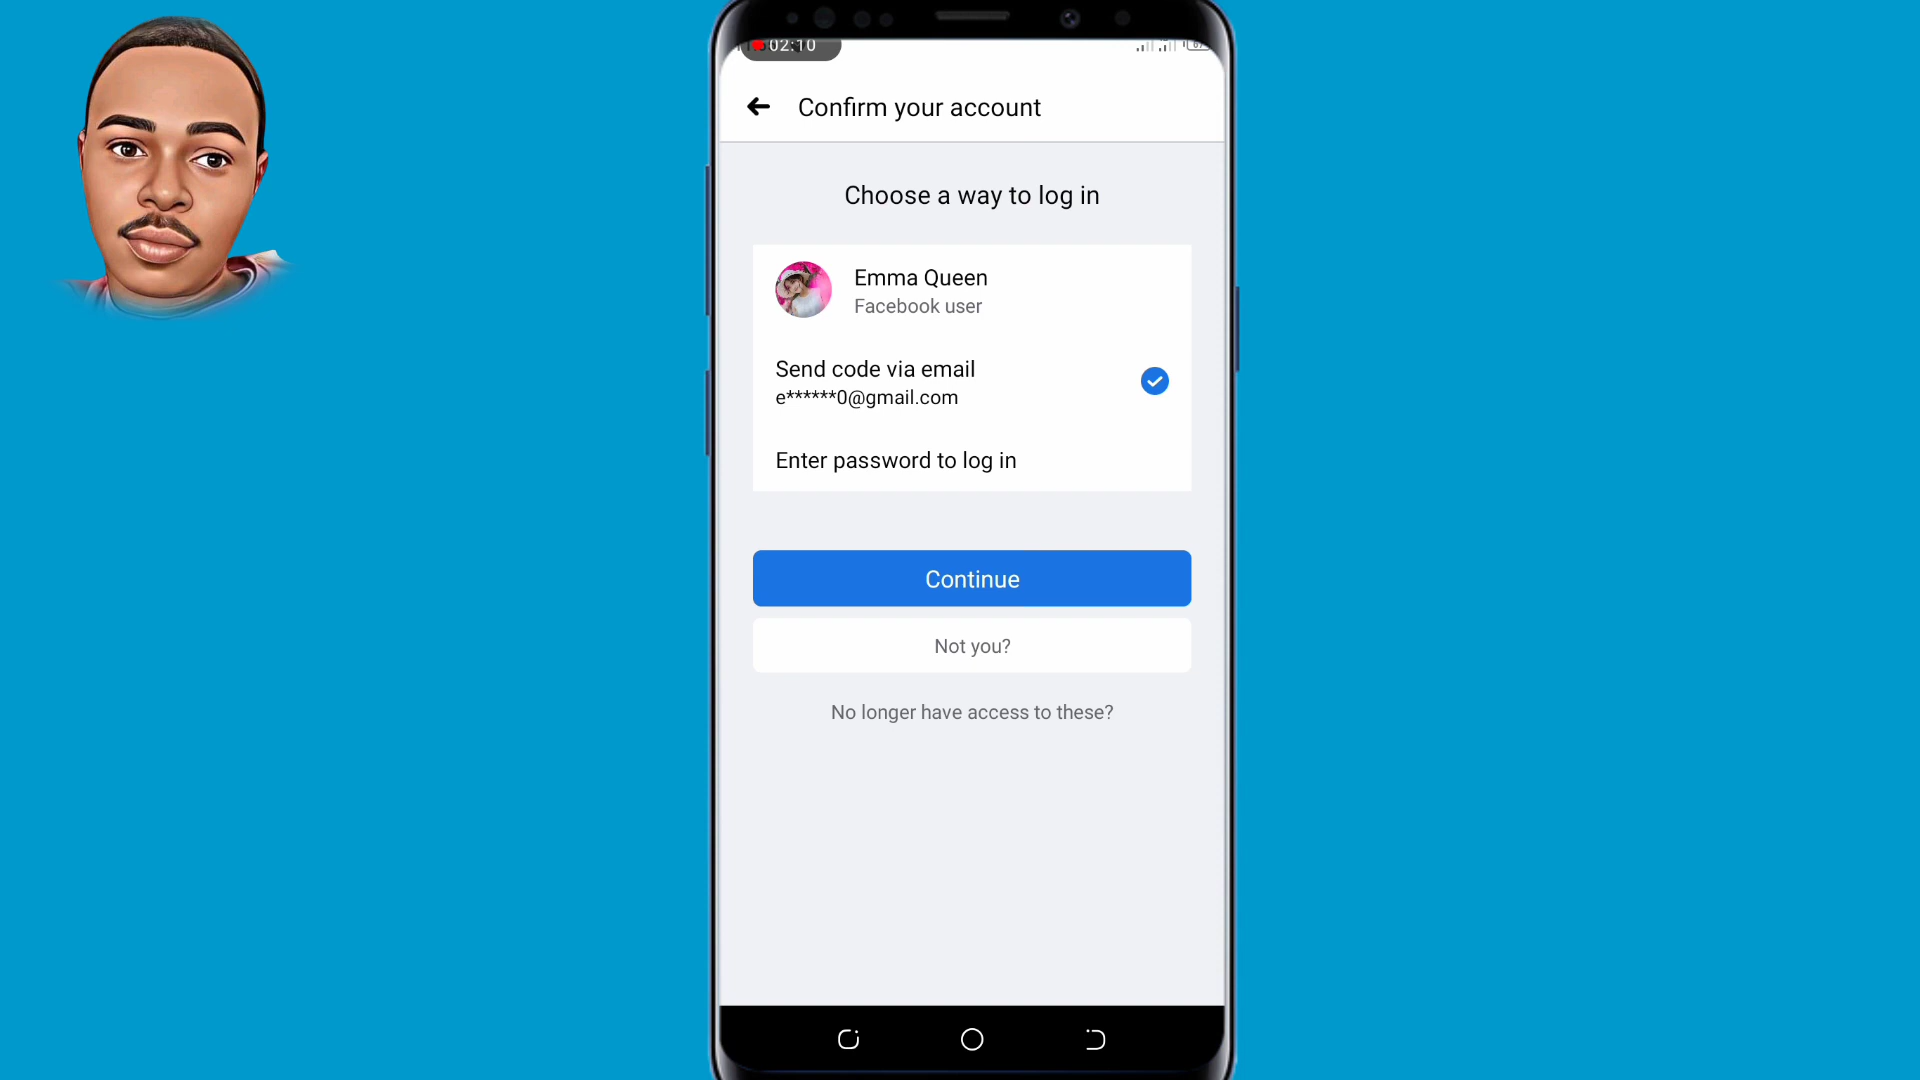 02:10
Confirm your account
Choose a way to log in
Emma Queen
Facebook user
Send code via email
e******0@gmail.com
Enter password to log in
Continue
Not you?
No longer have access to these?